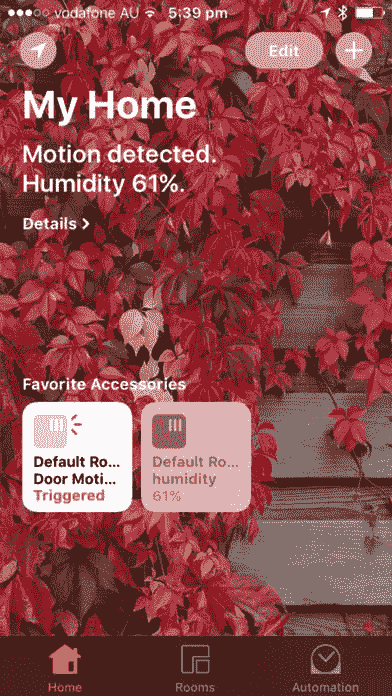 vodafone AU 5:39 pm
Edit
My Home
Motion detected.
Humidity 61%.
Details
Favorite Accessories
Default Ro...
Door Moti...
Triggered
Default Ro...
humidity
61%
Home Rooms Automation